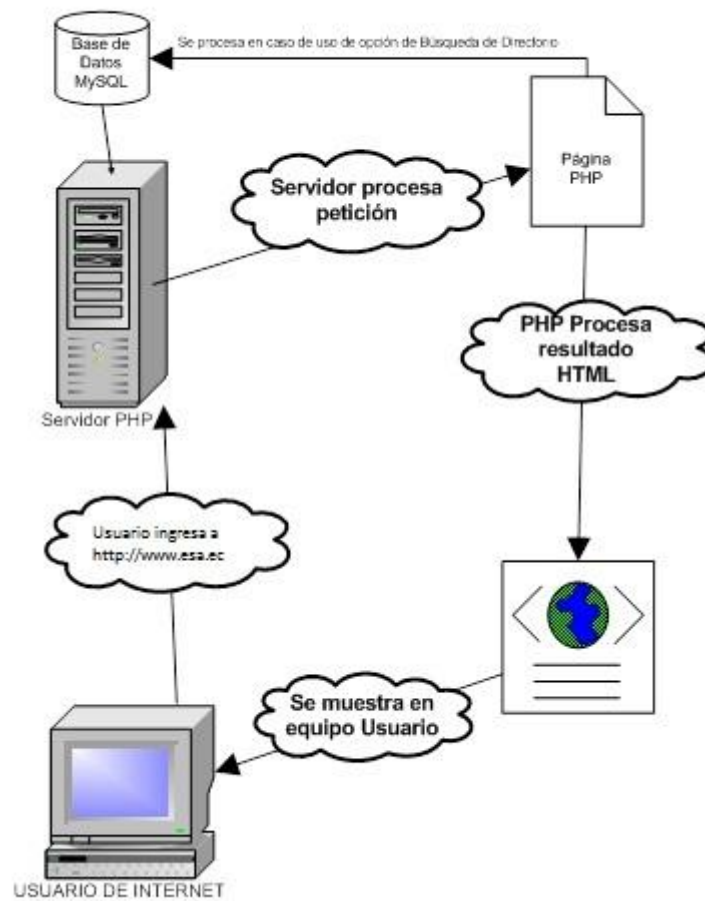 Base de
Datos
MySQL
Se procesa en caso de uso de opción de Búsqueda de Directorio
Página
PHP
Servidor procesa
petición
PHP Procesa
resultado
HTML
Servidor PHP
Usuario ingresa a
http://www.esa.ec
Se muestra en
equipo Usuario
USUARIO DE INTERNET